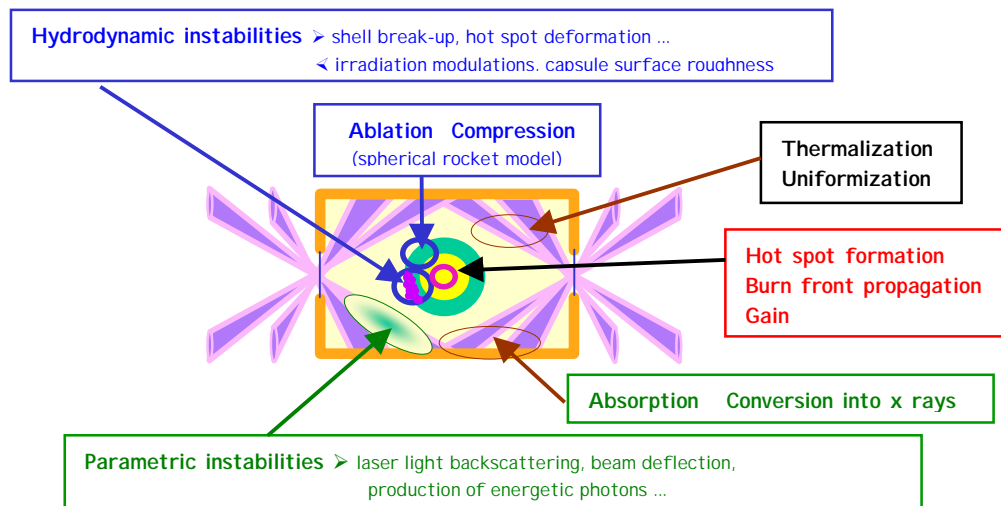 Hydrodynamic instabilities ➢ shell break-up, hot spot deformation ...
irradiation modulations, capsule surface roughness
Ablation Compression
(spherical rocket model)
Thermalization
Uniformization
Hot spot formation
Burn front propagation
Gain
Absorption Conversion into x rays
Parametric instabilities ➢ laser light backscattering, beam deflection,
production of energetic photons ...